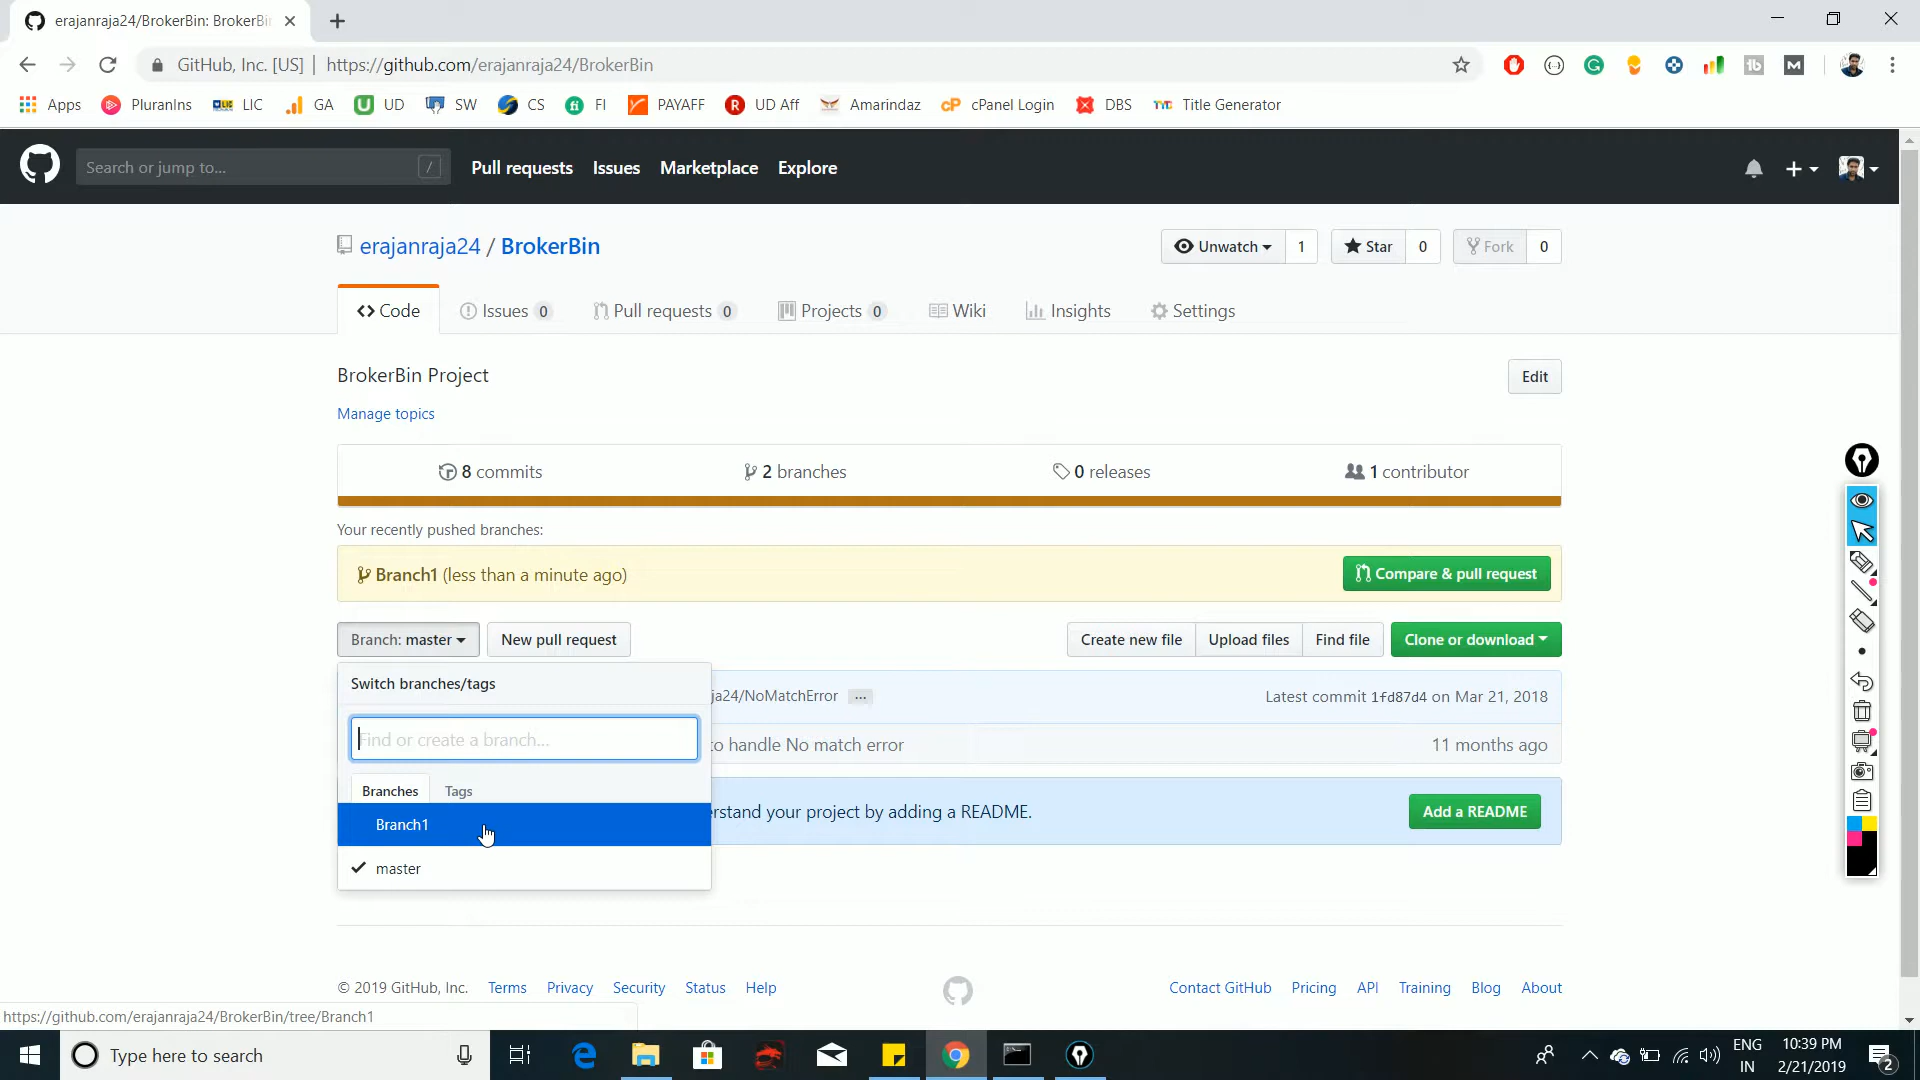 erajanraja24/BrokerBin: BrokerBi
GitHub, Inc. [US] | https://github.com/erajanraja24/BrokerBin
Apps PluranIns LIC GA UD SW CS FI PAYAFF UD Aff Amarindaz cPanel Login DBS Title Generator
Search or jump to... / Pull requests Issues Marketplace Explore
erajanraja24 / BrokerBin
Unwatch 1 Star 0 Fork 0
Code Issues 0 Pull requests 0 Projects 0 Wiki Insights Settings
BrokerBin Project
Edit
Manage topics
8 commits 2 branches 0 releases 1 contributor
Your recently pushed branches:
Branch1 (less than a minute ago)
Compare & pull request
Branch: master New pull request Create new file Upload files Find file Clone or download
Switch branches/tags
ja24/NoMatchError ... Latest commit 1fd87d4 on Mar 21, 2018
Find or create a branch...
to handle No match error 11 months ago
Branches Tags
Branch1
rstand your project by adding a README. Add a README
master
© 2019 GitHub, Inc. Terms Privacy Security Status Help
Contact GitHub Pricing API Training Blog About
https://github.com/erajanraja24/BrokerBin/tree/Branch1
Type here to search
ENG
IN
10:39 PM
2/21/2019
2